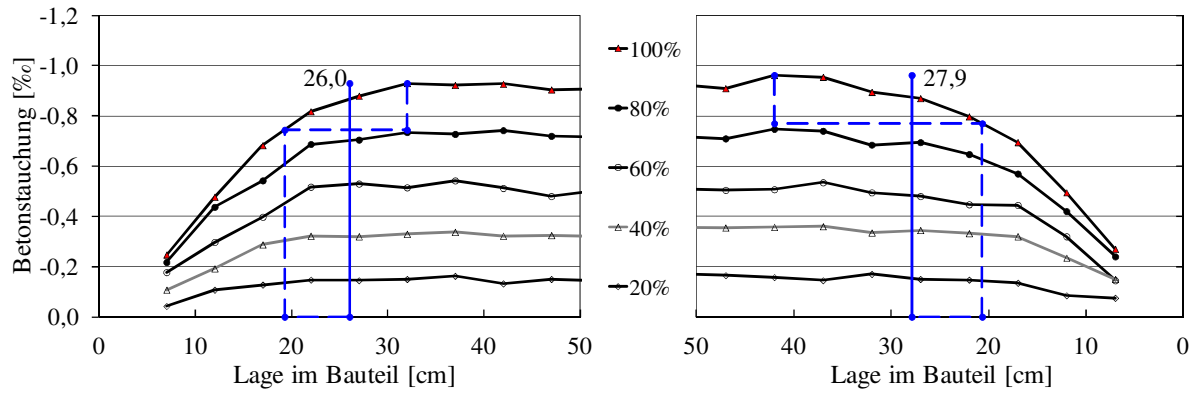 -1,2
-1,0
-0,8
-0,6
-0,4
-0,2
0,0
Betonstauchung [‰]
26,0
0 10 20 30 40 50
Lage im Bauteil [cm]
100%
80%
60%
40%
20%
27,9
50 40 30 20 10 0
Lage im Bauteil [cm]